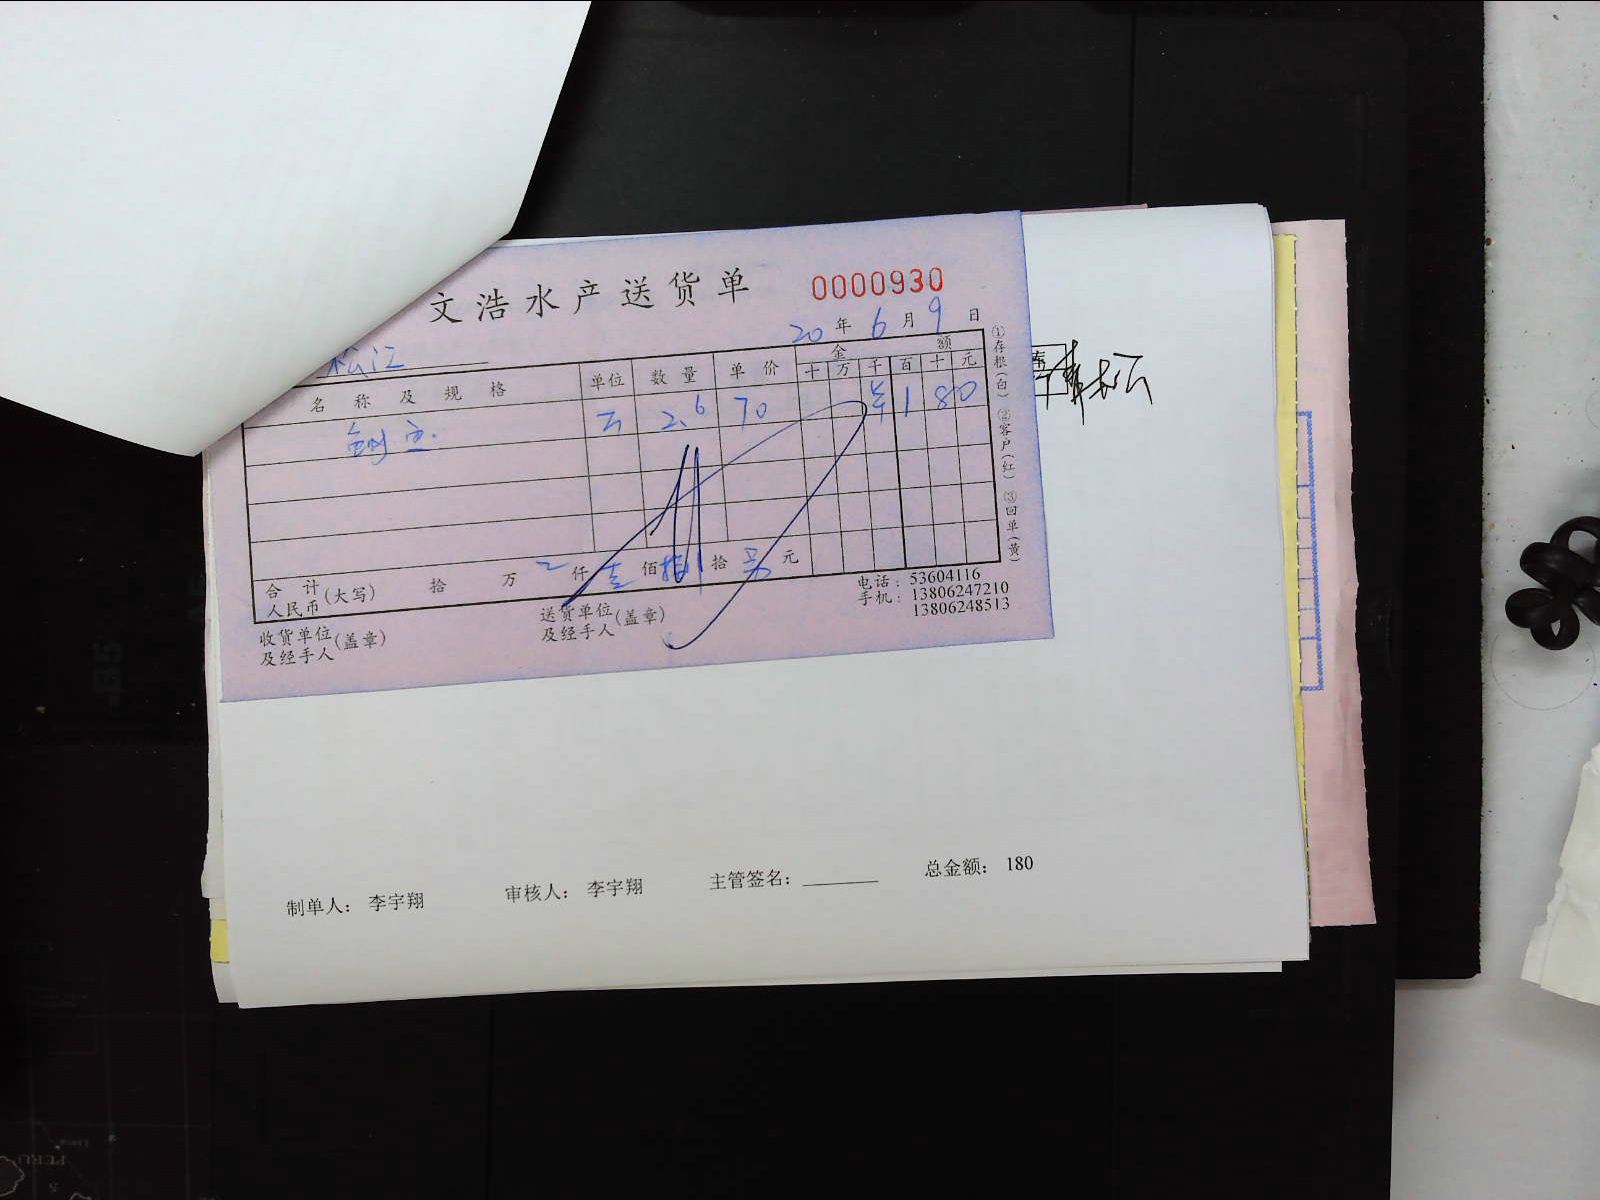 文浩水产送货单
0000930
20年6月9日
松江
名称及规格 单位 数量 单价 金额
十 万 千 百 十 元
2.6 70 180
合计 人民币(大写) 拾 万 仟 壹 佰 捌 拾 元
收货单位及经手人(盖章)
送货单位及经手人(盖章)
电话:53604116
手机:13806247210
13806248513
①存根(白) ②客户(红) ③回单(黄)
制单人: 李宇翔 审核人: 李宇翔 主管签名: 总金额: 180